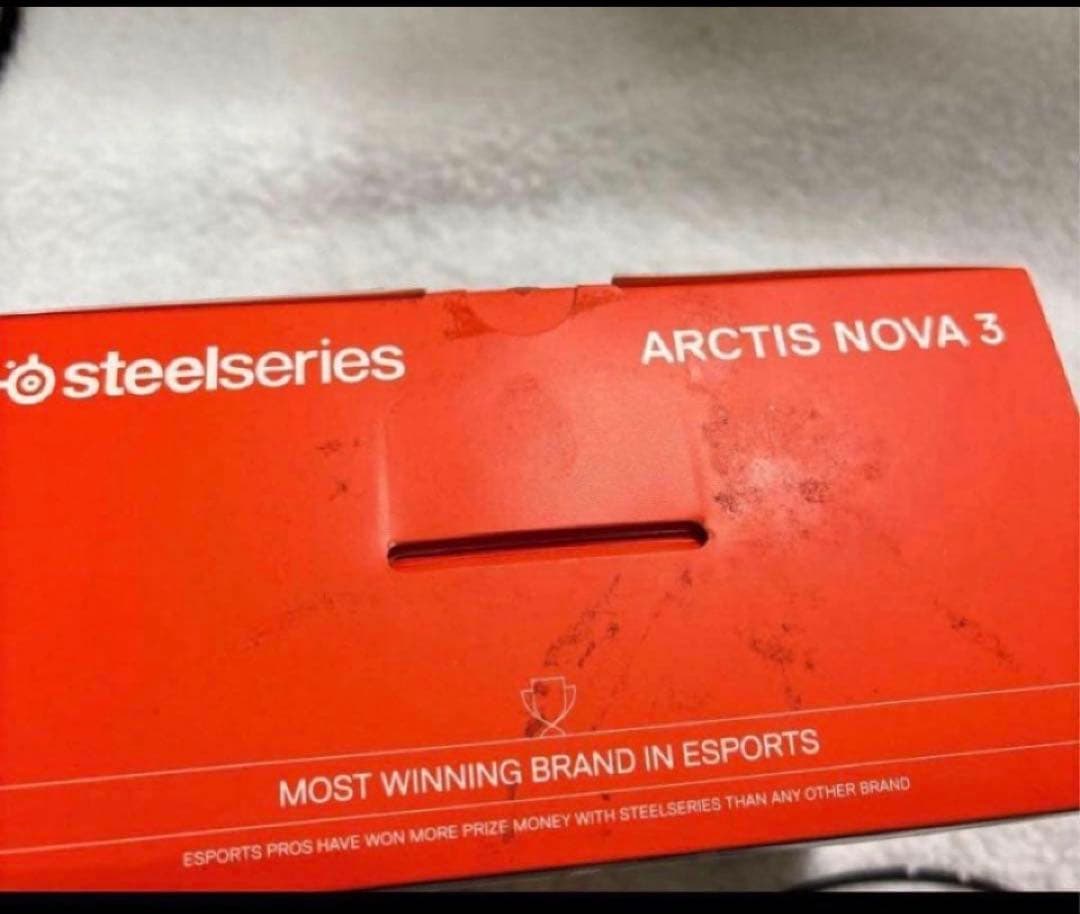 steelseries
ARCTIS NOVA 3
MOST WINNING BRAND IN ESPORTS
ESPORTS PROS HAVE WON MORE PRIZE MONEY WITH STEELSERIES THAN ANY OTHER BRAND